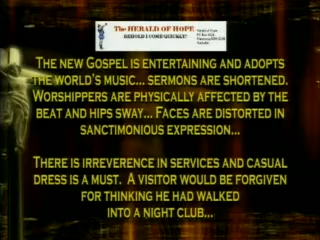 The HERALD OF HOPE
BEHOLD I COME QUICKLY!
THE NEW GOSPEL IS ENTERTAINING AND ADOPTS
THE WORLD'S MUSIC... SERMONS ARE SHORTENED.
WORSHIPPERS ARE PHYSICALLY AFFECTED BY THE
BEAT AND HIPS SWAY... FACES ARE DISTORTED IN
SANCTIMONIOUS EXPRESSION...
THERE IS IRREVERENCE IN SERVICES AND CASUAL
DRESS IS A MUST.  A VISITOR WOULD BE FORGIVEN
FOR THINKING HE HAD WALKED
INTO A NIGHT CLUB...